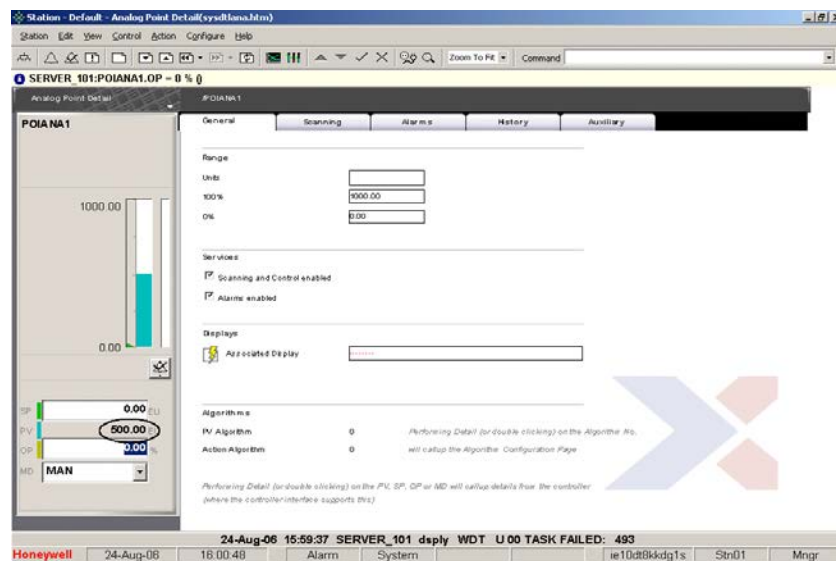 Station - Default - Analog Point Detail(sysdtlana.htm)
Station Edit View Control Action Configure Help
Zoom To Fit Command
SERVER_101:POIANA1.OP = 0 % ()
Analog Point Detail
/POIANA1
POIANA1
General Scanning Alarms History Auxiliary
Range
Units
100% 1000.00
0% 0.00
1000.00
0.00
Services
Scanning and Control enabled
Alarms enabled
Displays
Associated Display
SP 0.00 EU
PV 500.00
OP 0.00 %
MD MAN
Algorithms
PV Algorithm 0 Performing Detail (or double clicking) on the Algorithm No.
Action Algorithm 0 will callup the Algorithm Configuration Page
Performing Detail (or double clicking) on the PV, SP, OP or MD will callup details from the controller
(where the controller interface supports this)
24-Aug-06 15:59:37 SERVER_101 dsply WDT U 00 TASK FAILED: 493
Honeywell 24-Aug-06 16:00:48 Alarm System ie10dt8kkdg1s Stn01 Mngr